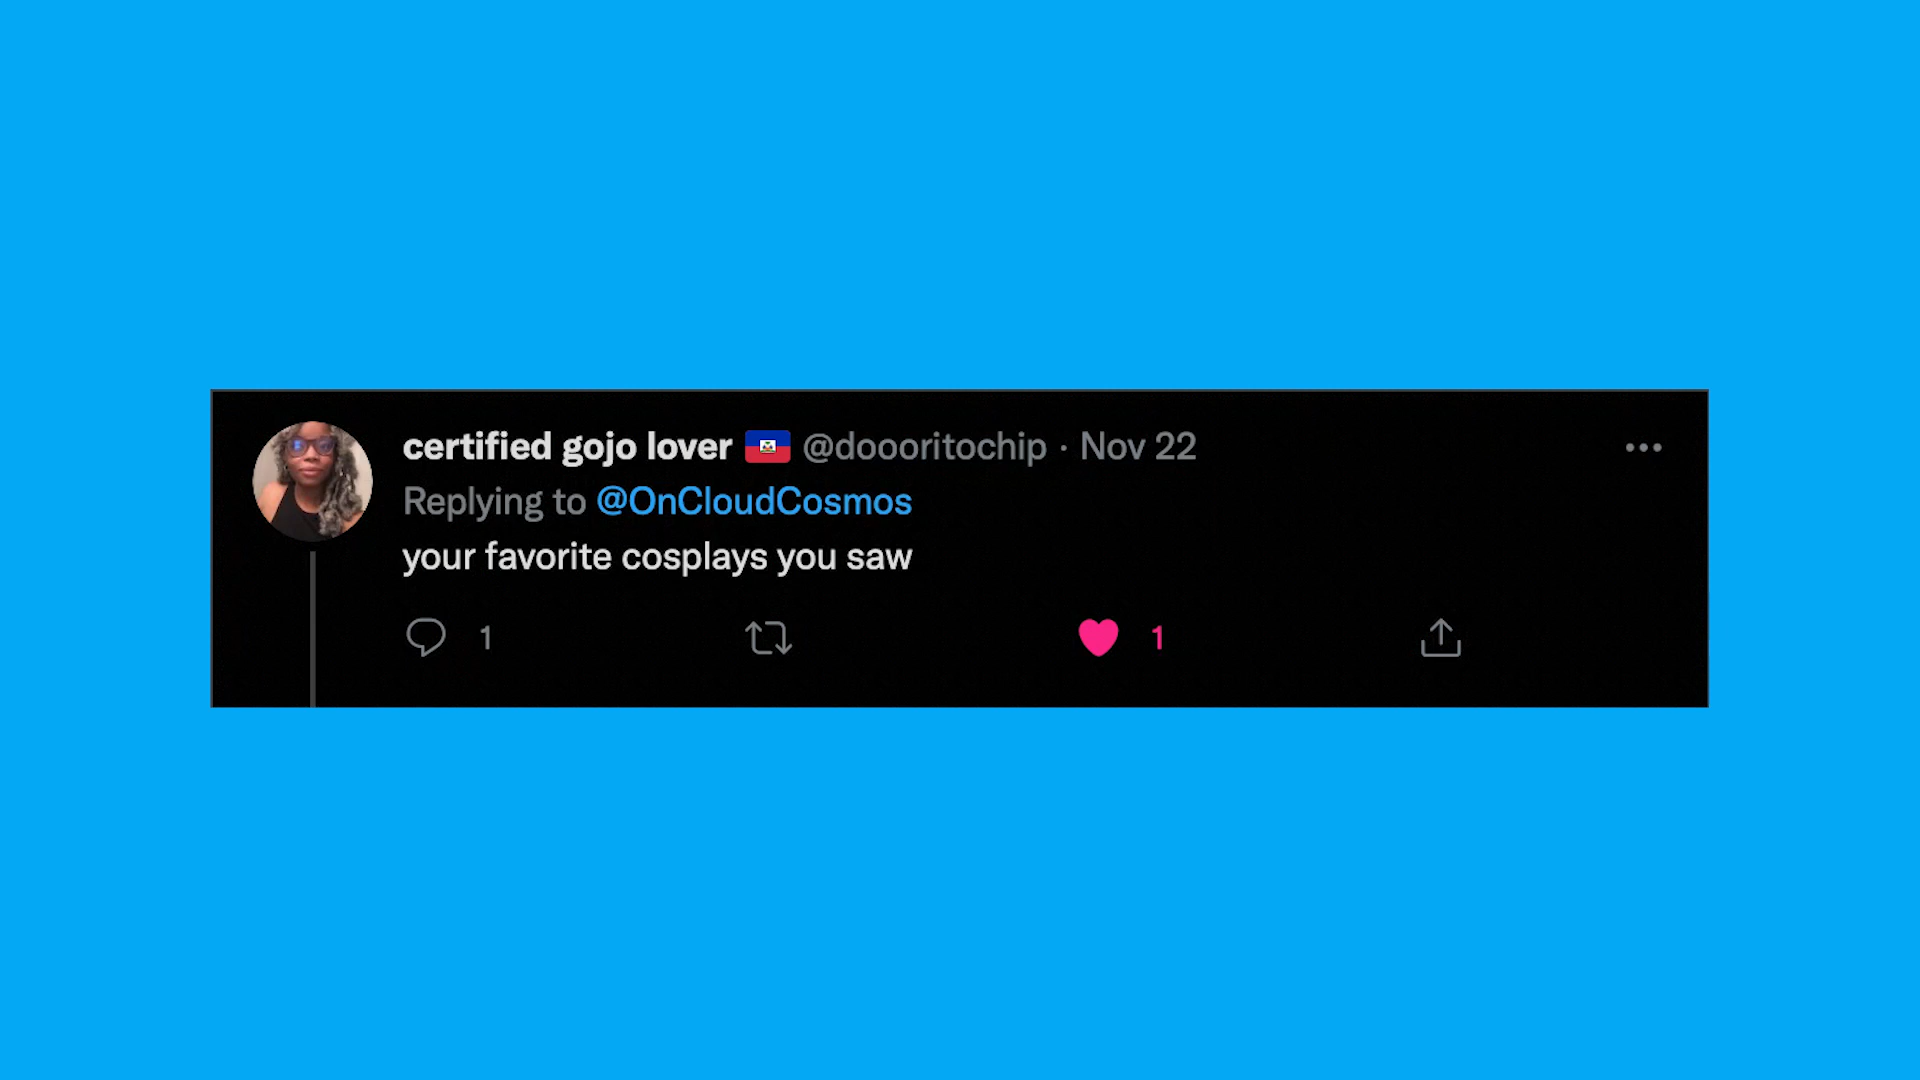 certified gojo lover 🇭🇹 @doooritochip · Nov 22
Replying to @OnCloudCosmos
your favorite cosplays you saw
1 1